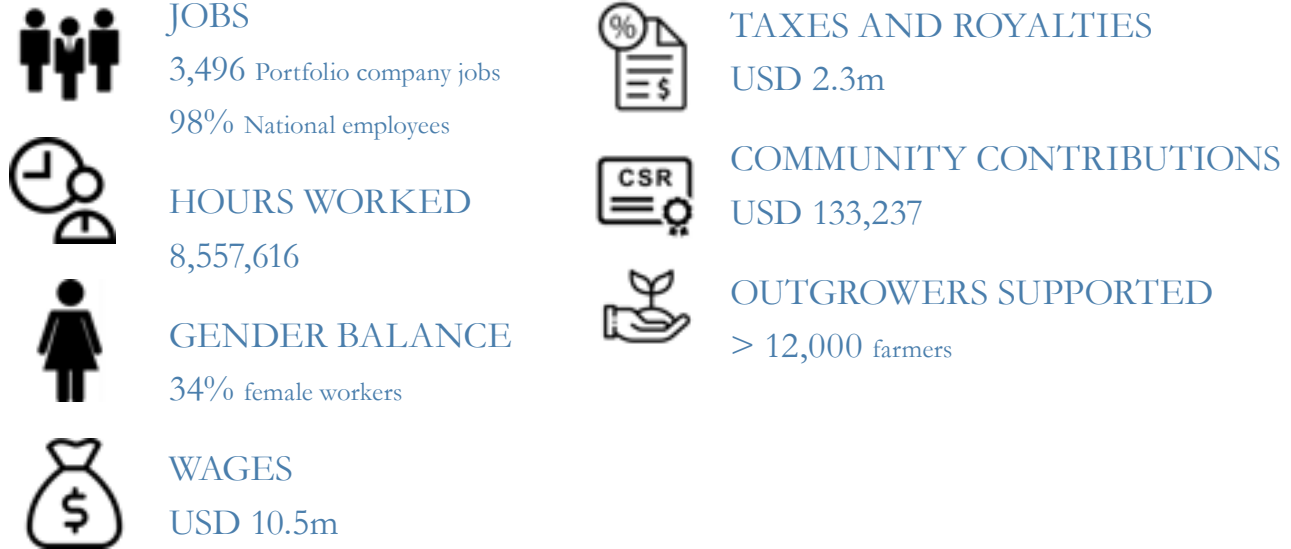 JOBS
3,496 Portfolio company jobs
98% National employees
HOURS WORKED
8,557,616
GENDER BALANCE
34% female workers
$
WAGES
USD 10.5m
%
$
TAXES AND ROYALTIES
USD 2.3m
CSR
COMMUNITY CONTRIBUTIONS
USD 133,237
OUTGROWERS SUPPORTED
> 12,000 farmers